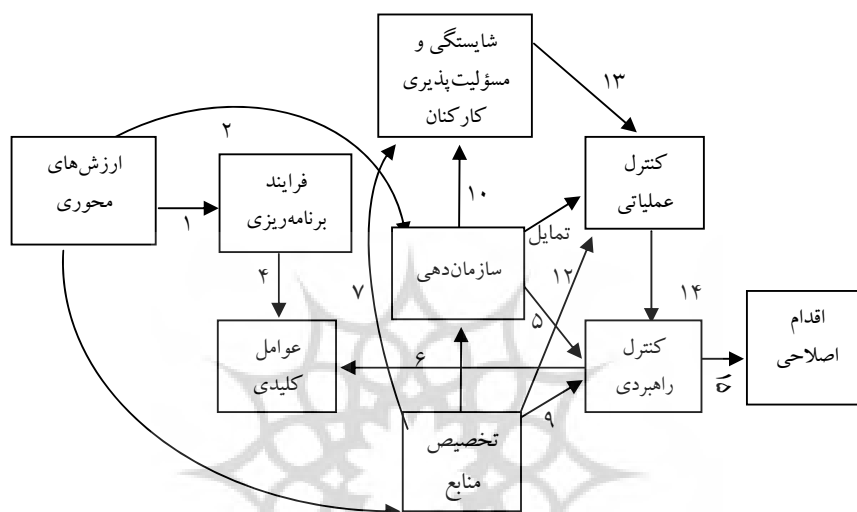 شایستگی و
مسؤلیت‌پذیری
کارکنان
۱۳
۲
ارزش‌های
محوری
فرایند
برنامه‌ریزی
کنترل
عملیاتی
۱
۱۰
تمایل
سازمان‌دهی
۴
۷
۱۲
۵
۱۴
اقدام
اصلاحی
عوامل
کلیدی
۶
کنترل
راهبردی
۱۵
۹
تخصیص
منابع